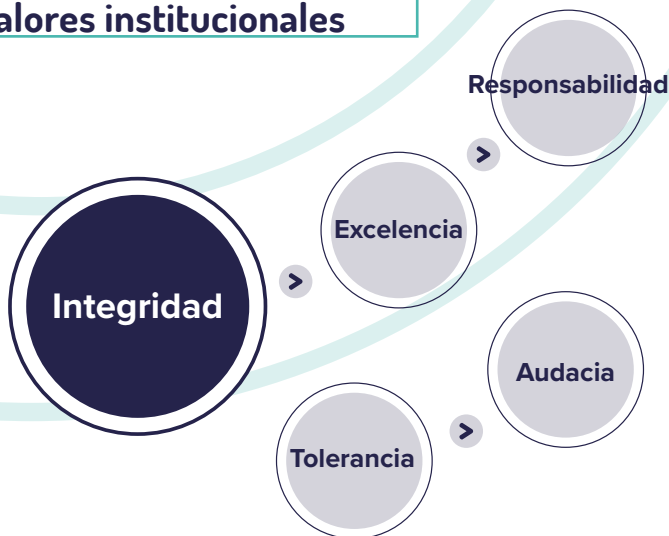 alores institucionales
Responsabilidad
Excelencia
Integridad
Audacia
Tolerancia